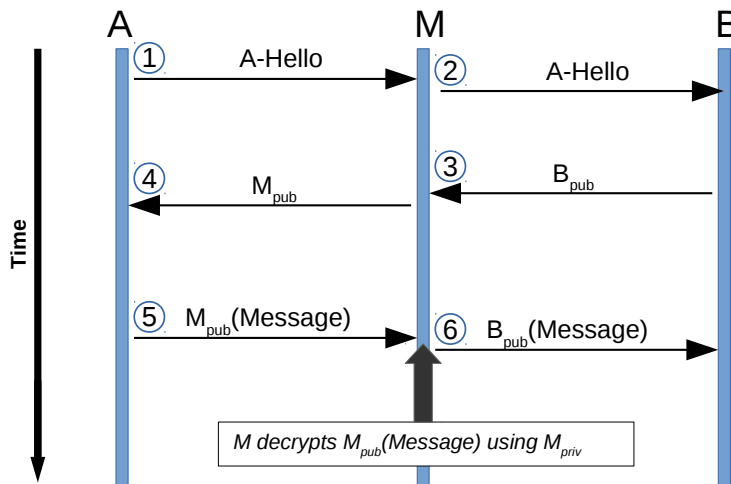 A M B
① A-Hello ② A-Hello
④ M_pub ③ B_pub
Time
⑤ M_pub(Message) ⑥ B_pub(Message)
M decrypts M_pub(Message) using M_priv